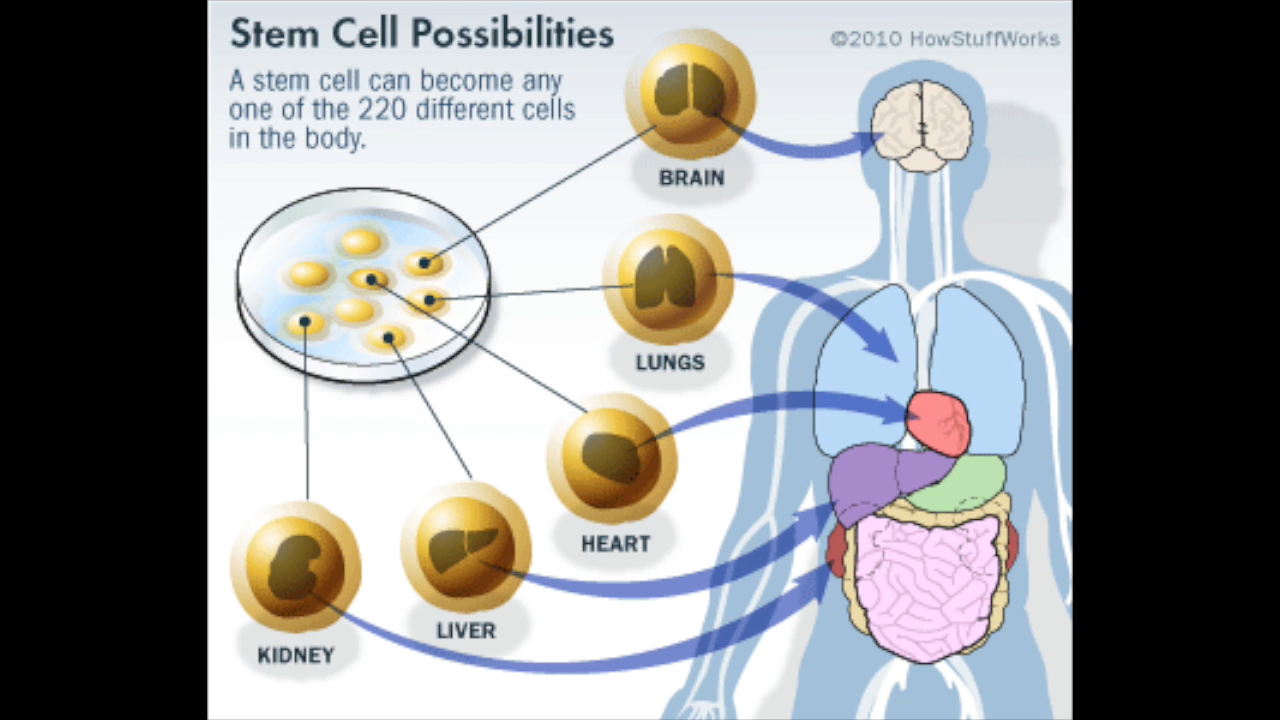 Stem Cell Possibilities
©2010 HowStuffWorks
A stem cell can become any
one of the 220 different cells
in the body.
BRAIN
LUNGS
HEART
LIVER
KIDNEY